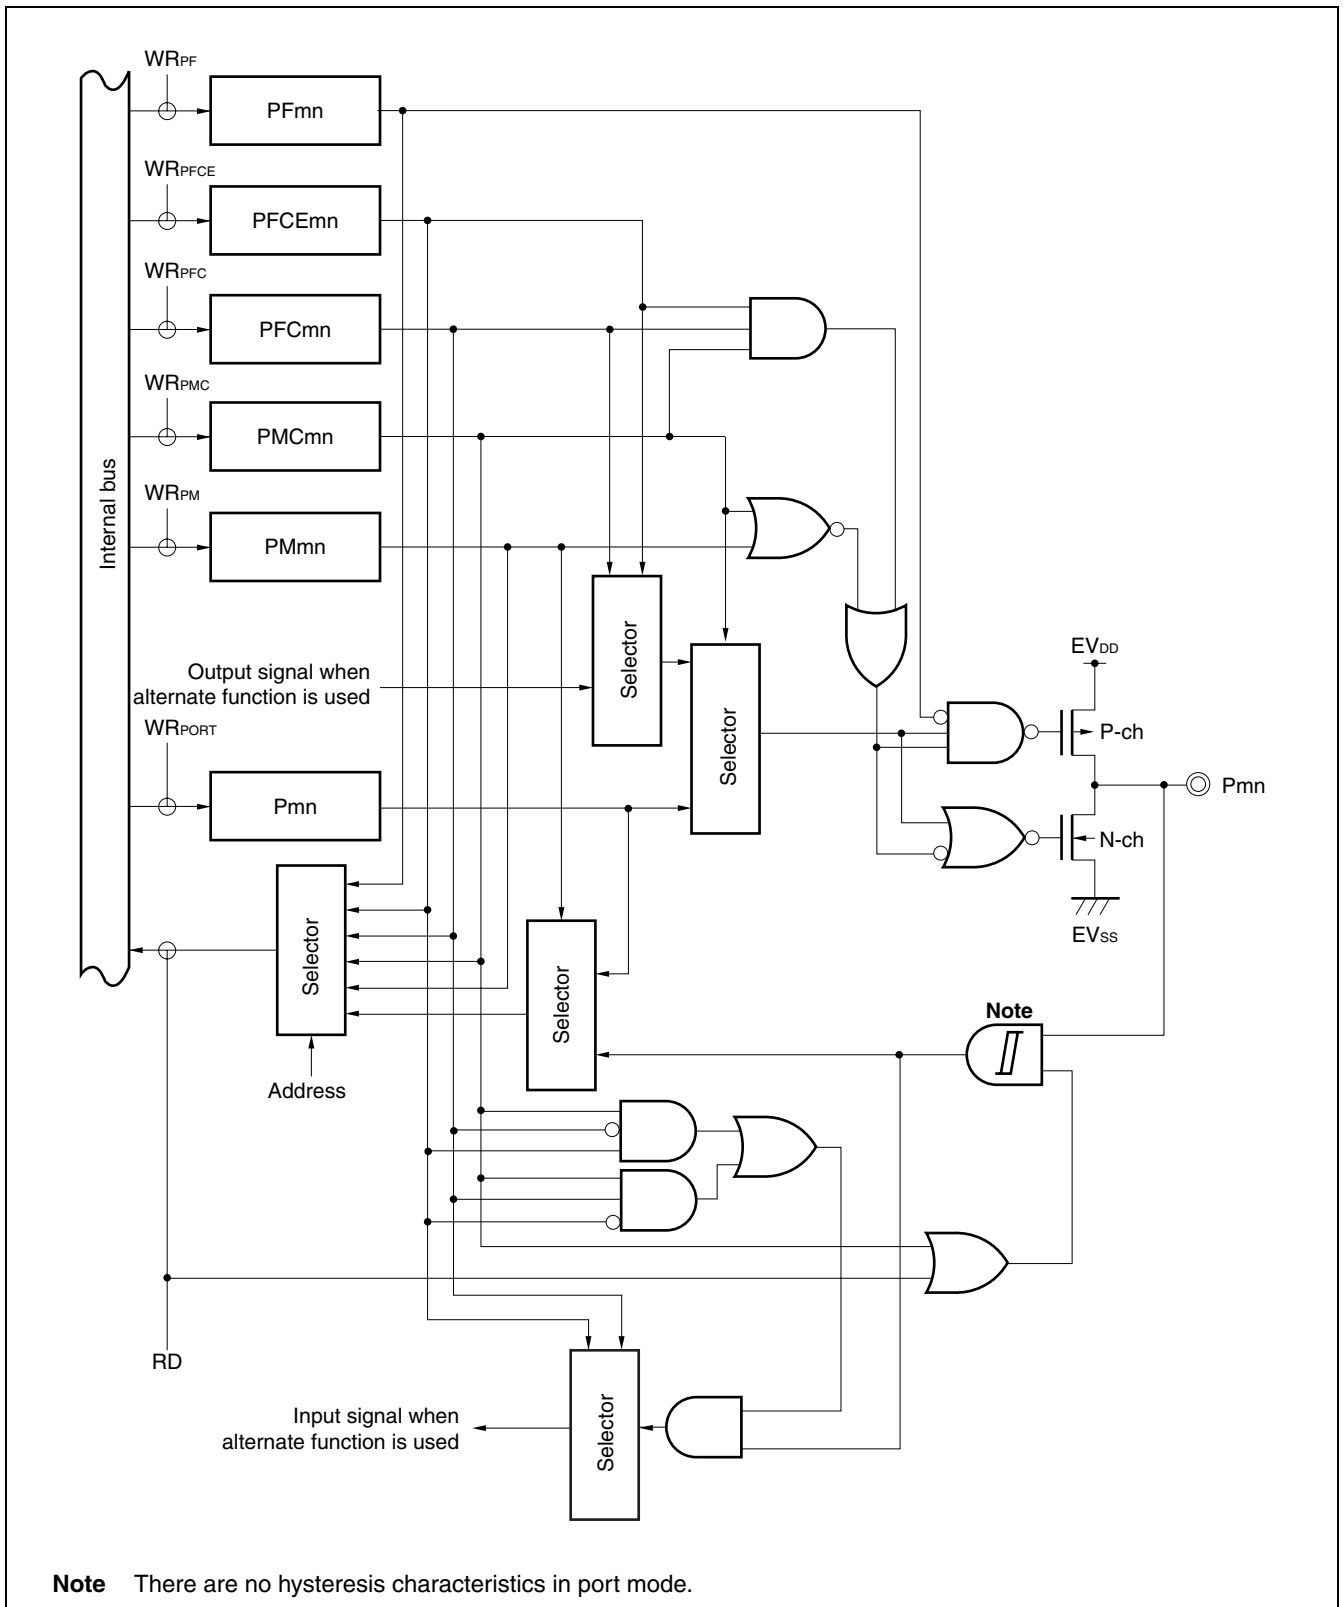 WRPF
PFmn
WRPFCE
PFCEmn
WRPFC
PFCmn
WRPMC
PMCmn
Internal bus
WRPM
PMmn
Output signal when
alternate function is used
Selector
Selector
EVDD
P-ch
WRPORT
Pmn
Pmn
N-ch
EVSS
Selector
Selector
Note
Address
RD
Input signal when
alternate function is used
Selector
Note There are no hysteresis characteristics in port mode.